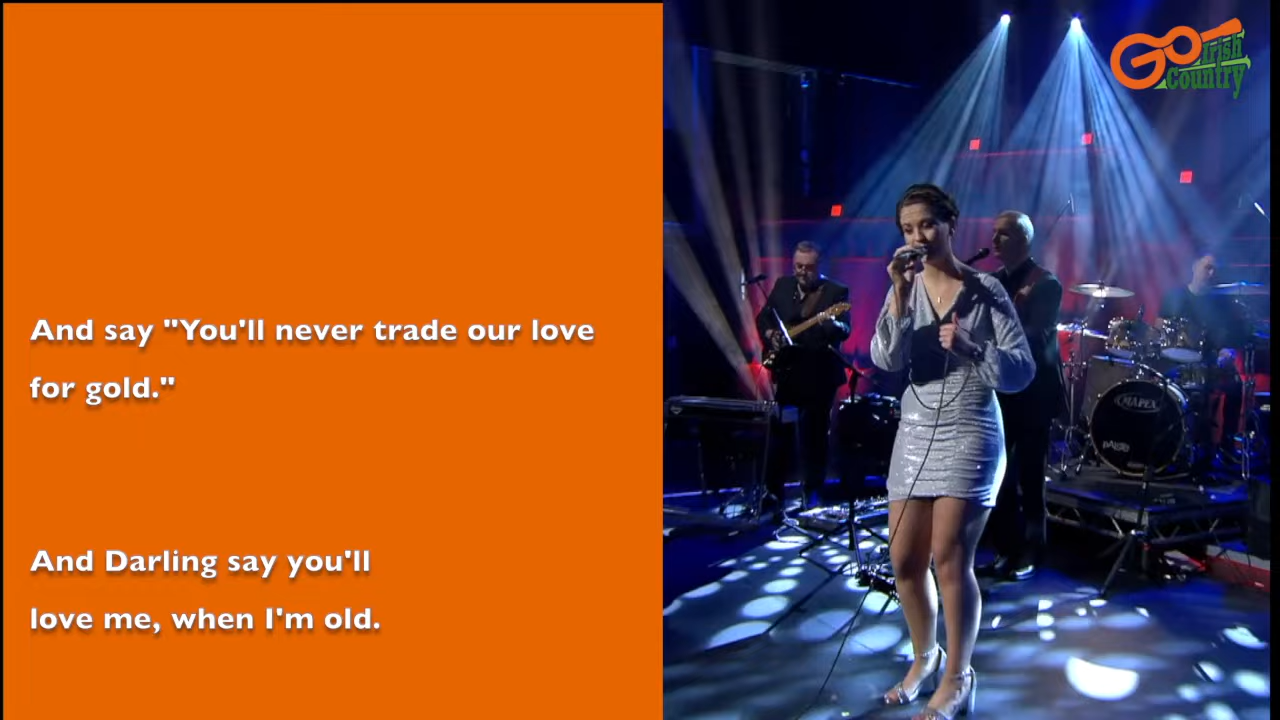 And say "You'll never trade our love
for gold."
And Darling say you'll
love me, when I'm old.
GO Irish
Country
MAPEX